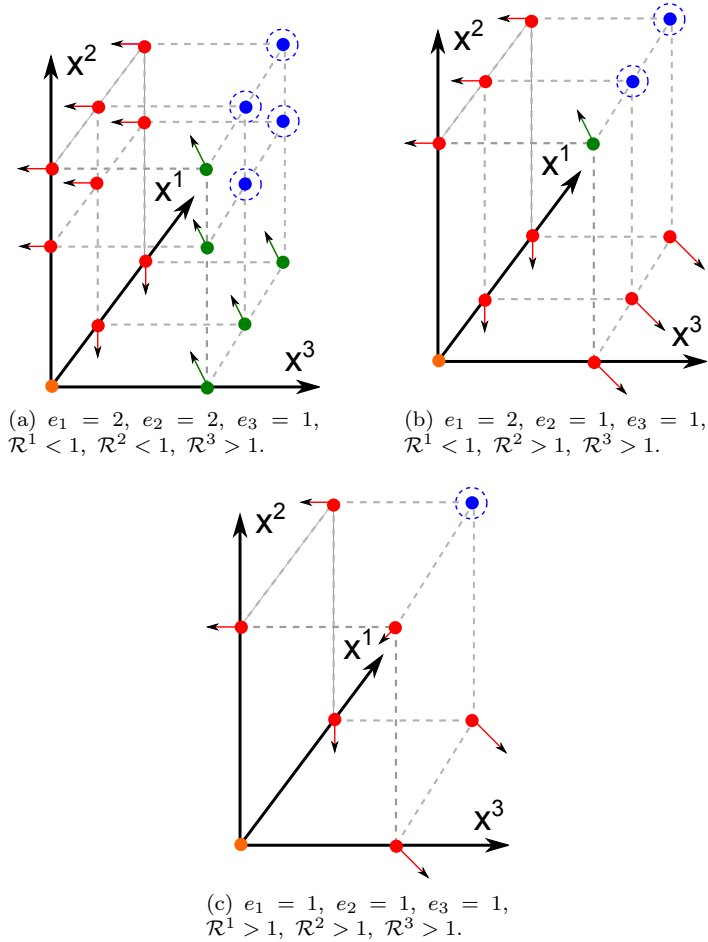 X²
X¹
X³
(a) e₁ = 2, e₂ = 2, e₃ = 1,
ℛ¹ < 1, ℛ² < 1, ℛ³ > 1.
X²
X¹
X³
(b) e₁ = 2, e₂ = 1, e₃ = 1,
ℛ¹ < 1, ℛ² > 1, ℛ³ > 1.
X²
X¹
X³
(c) e₁ = 1, e₂ = 1, e₃ = 1,
ℛ¹ > 1, ℛ² > 1, ℛ³ > 1.